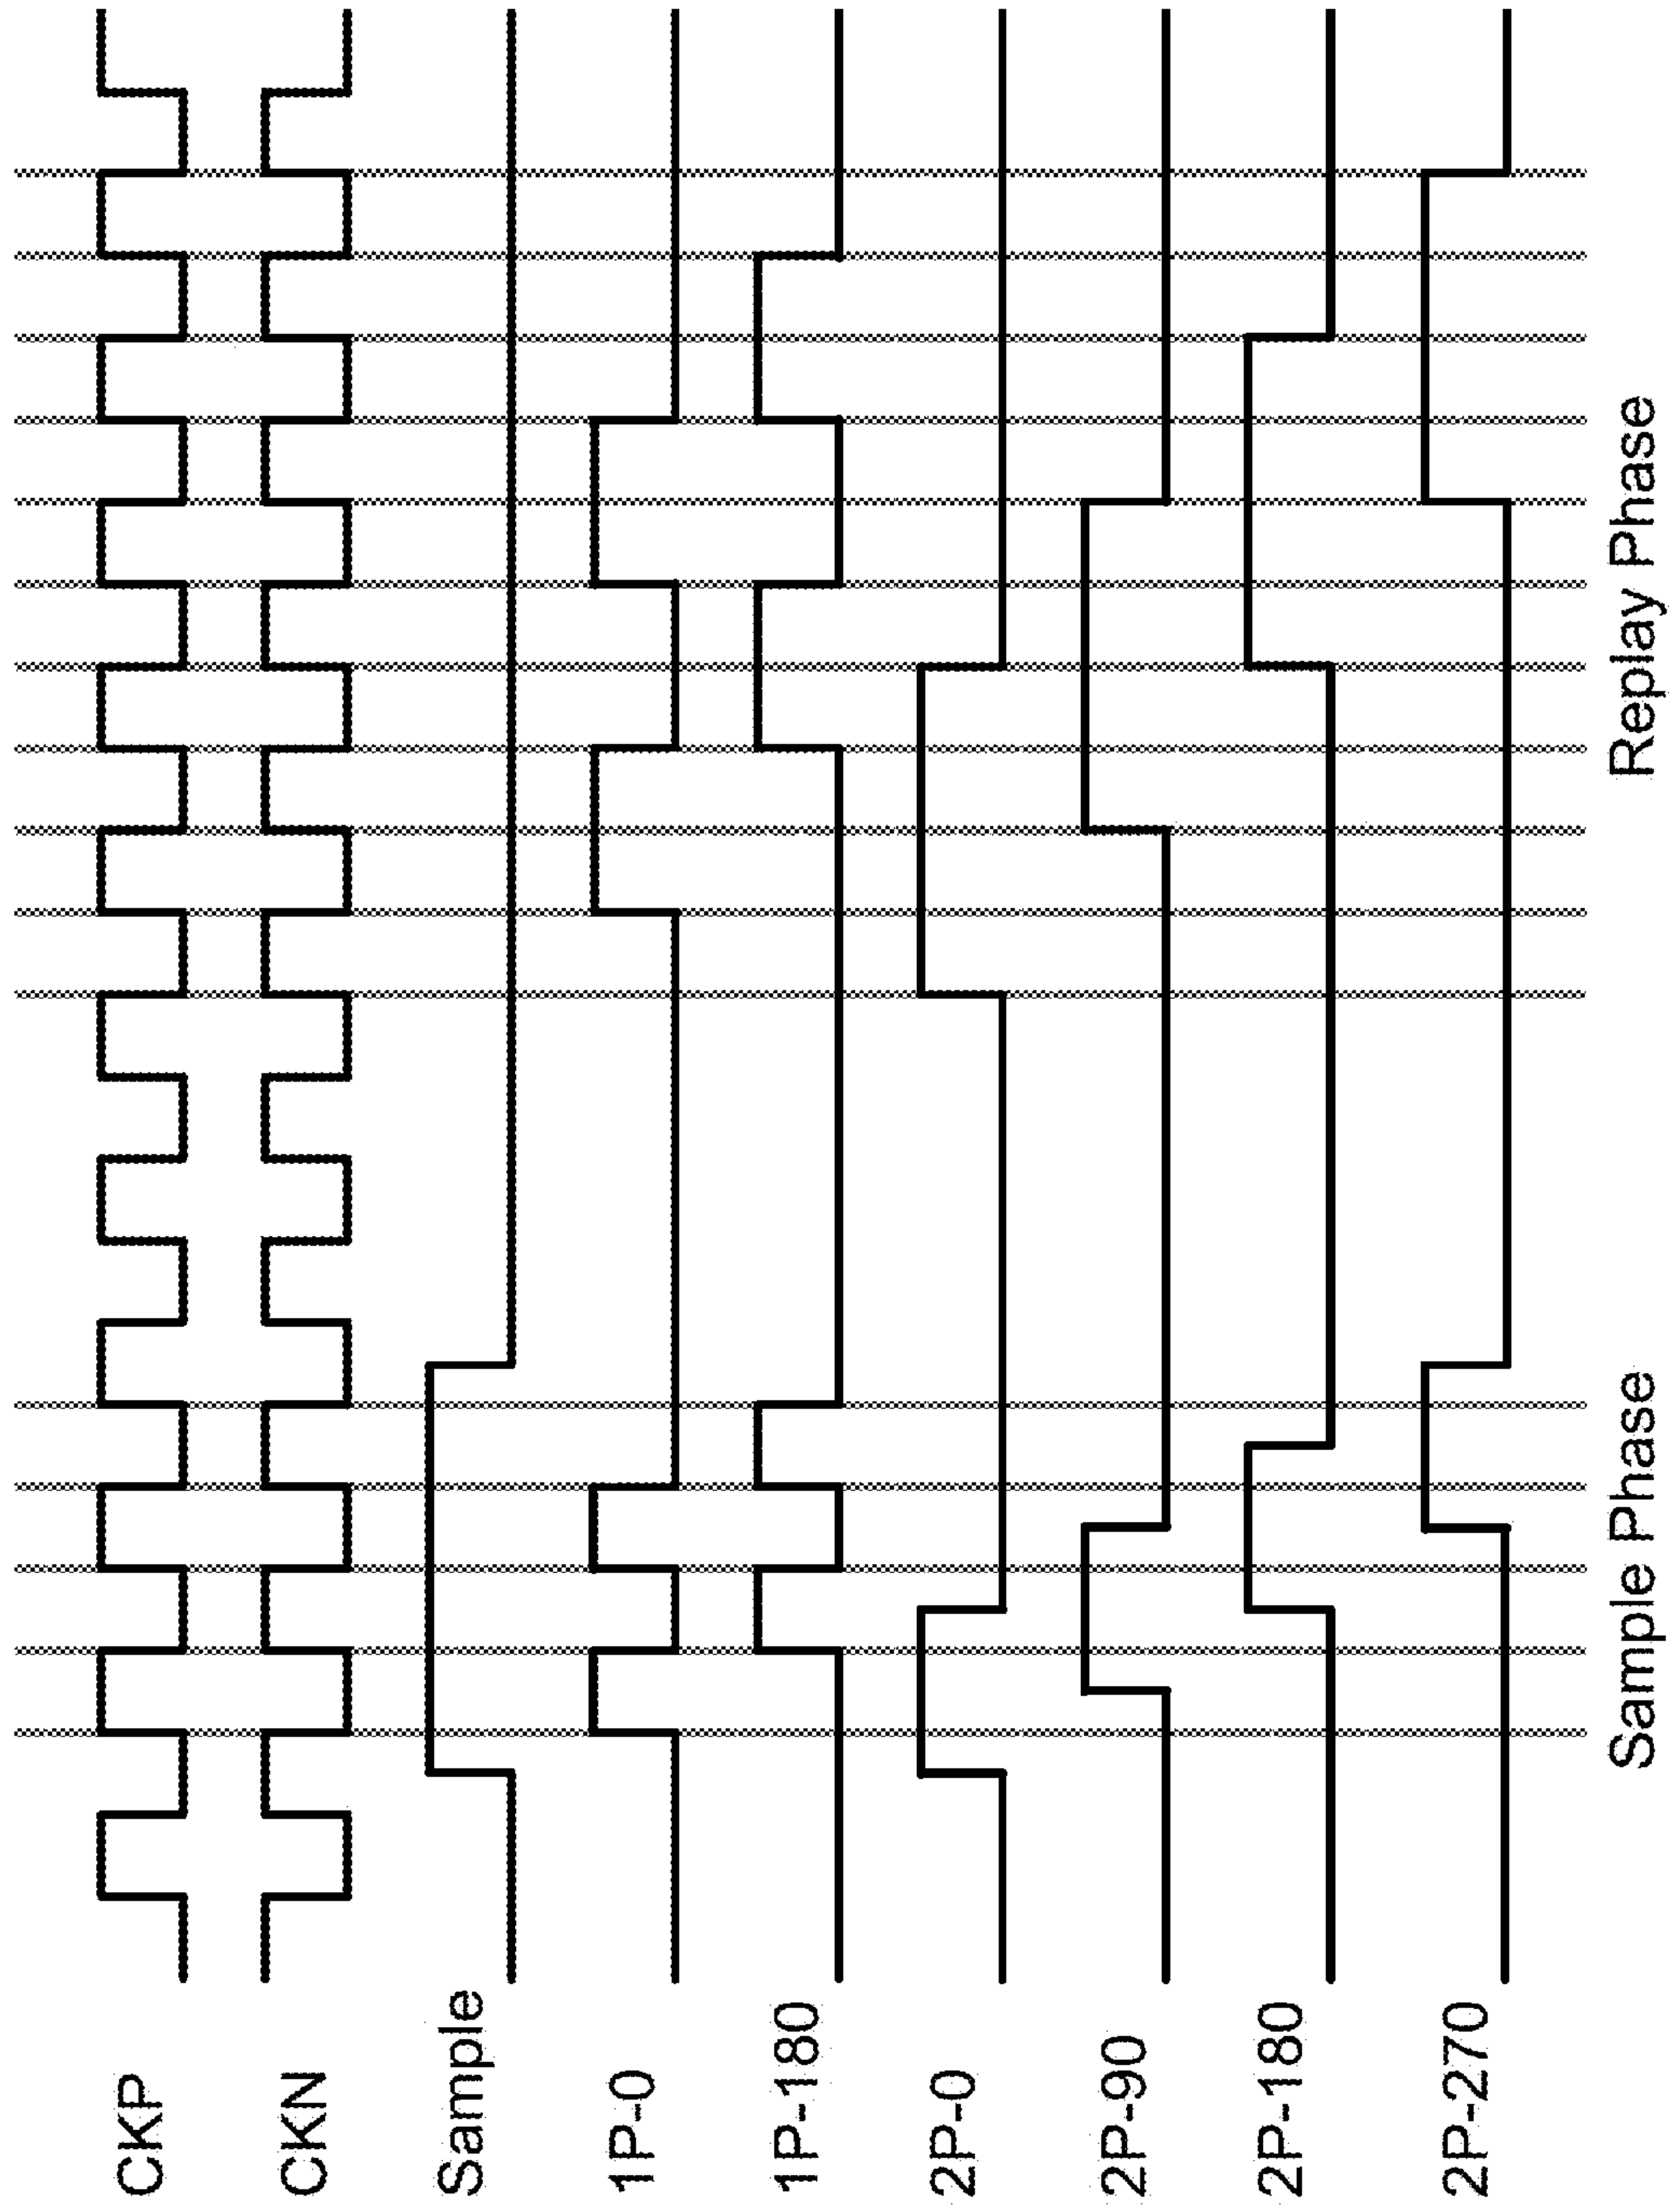 CKP
CKN
Sample
1P-0
1P-180
2P-0
2P-90
2P-180
2P-270
Sample Phase
Replay Phase